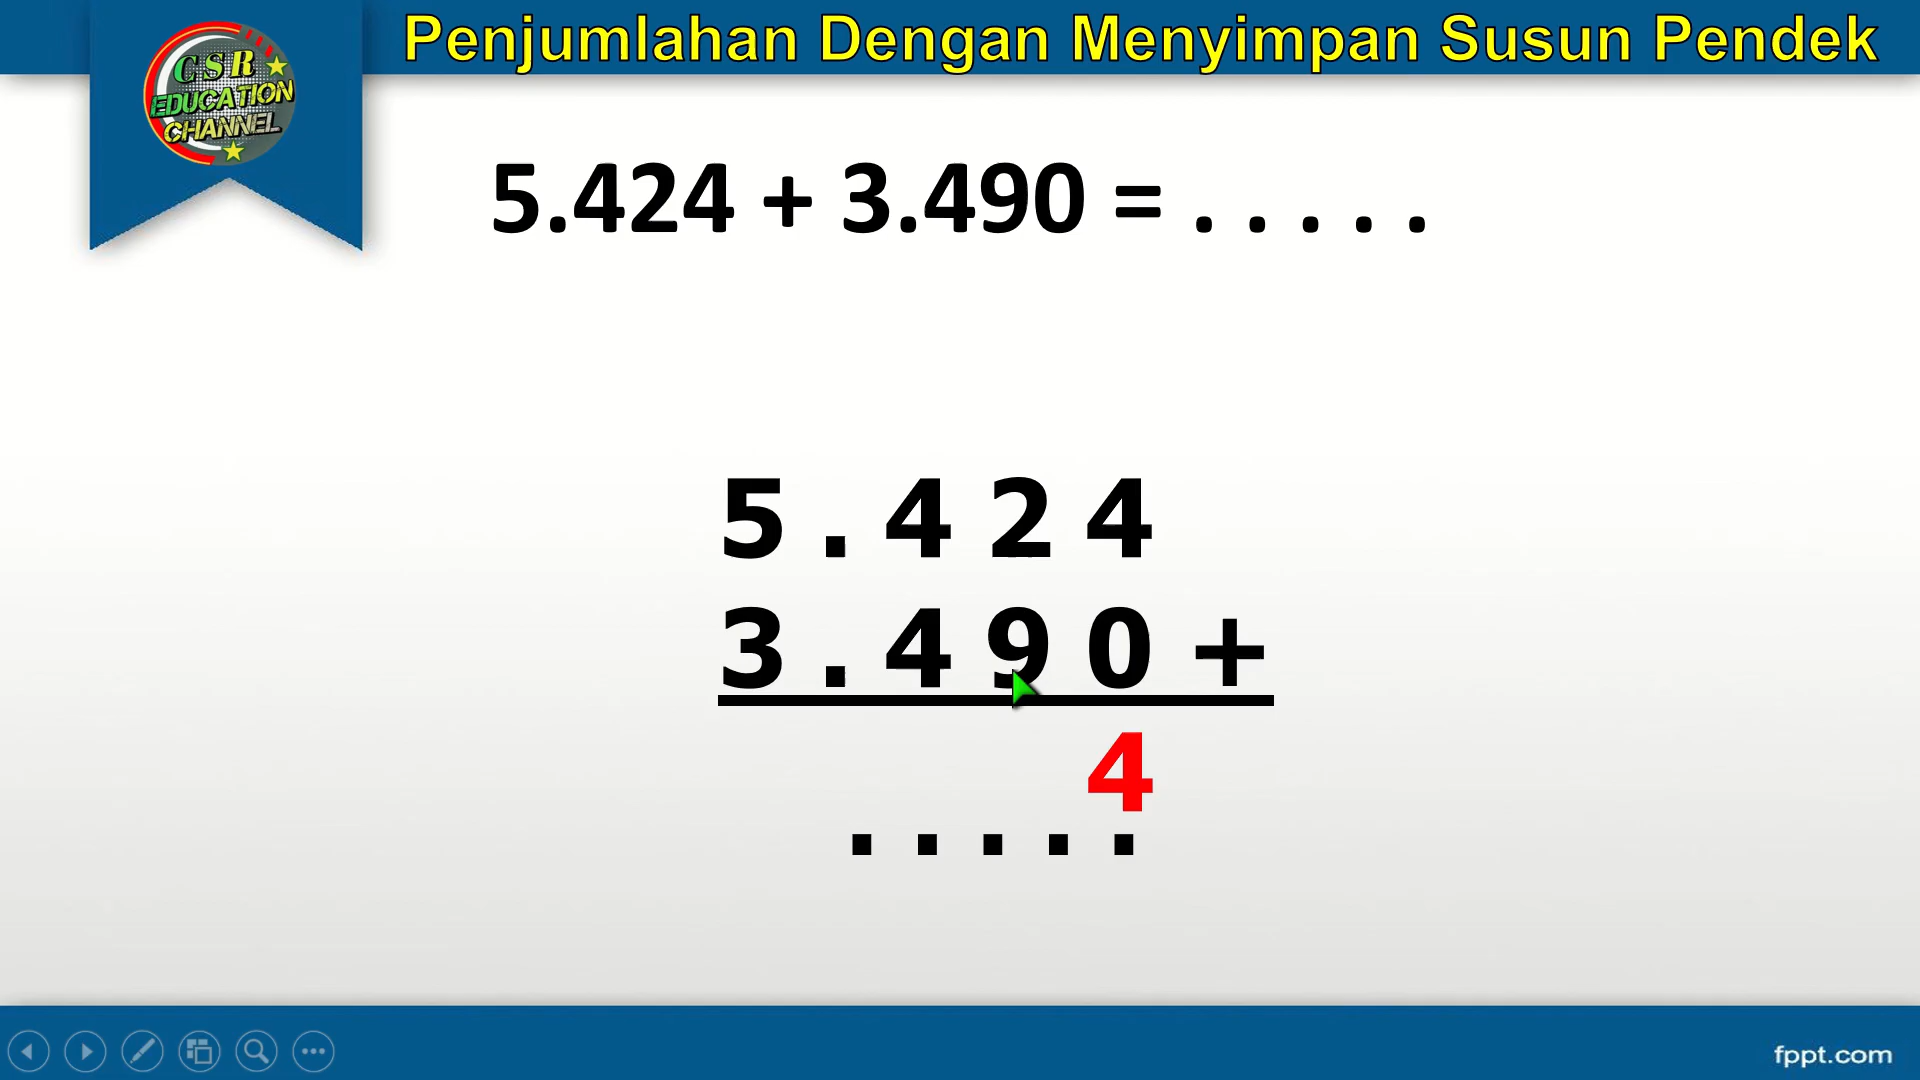 Penjumlahan Dengan Menyimpan Susun Pendek
CSR
EDUCATION
CHANNEL
5.424 + 3.490 = . . . . .
5 . 4 2 4
3 . 4 9 0 +
4
. . . . .
fppt.com